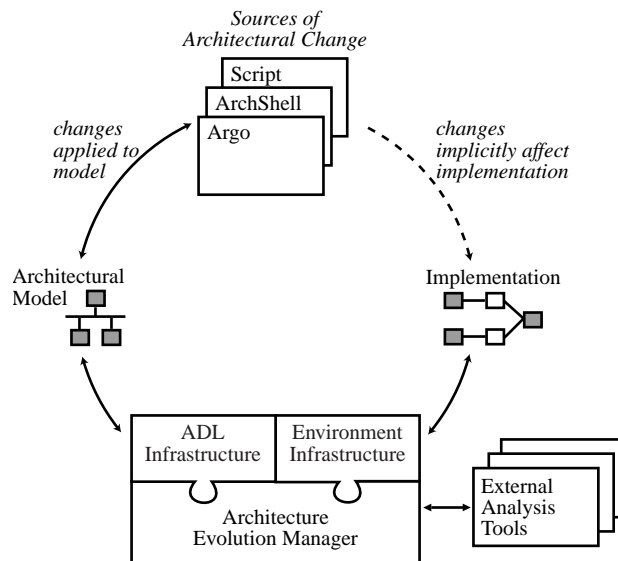 Sources of
Architectural Change
Script
ArchShell
Argo
changes
applied to
model
changes
implicitly affect
implementation
Architectural
Model
Implementation
ADL
Infrastructure
Environment
Infrastructure
Architecture
Evolution Manager
External
Analysis
Tools